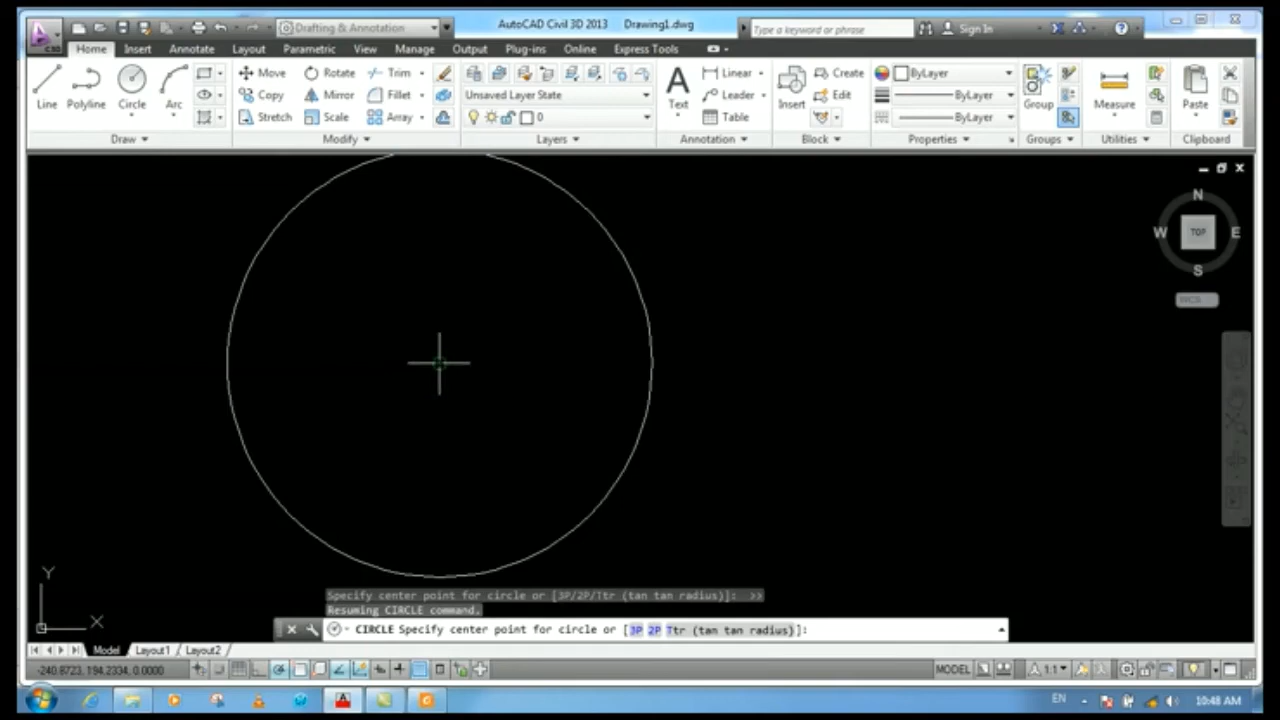 Drafting & Annotation
AutoCAD Civil 3D 2013 Drawing1.dwg
Type a keyword or phrase
Sign In
C3D
Home Insert Annotate Layout Parametric View Manage Output Plug-ins Online Express Tools
Line Polyline Circle Arc
Move Rotate Trim
Copy Mirror Fillet
Stretch Scale Array
Unsaved Layer State
0
Text
Linear
Leader
Table
Insert
Create
Edit
ByLayer
ByLayer
ByLayer
Group
Measure
Paste
Draw Modify Layers Annotation Block Properties Groups Utilities Clipboard
N
W TOP E
S
WCS
Y
X
Specify center point for circle or [3P/2P/Ttr (tan tan radius)]: >>
Resuming CIRCLE command.
CIRCLE Specify center point for circle or [3P 2P Ttr (tan tan radius)]:
Model Layout1 Layout2
-240.8723, 194.2334, 0.0000
MODEL
1:1
EN
10:48 AM